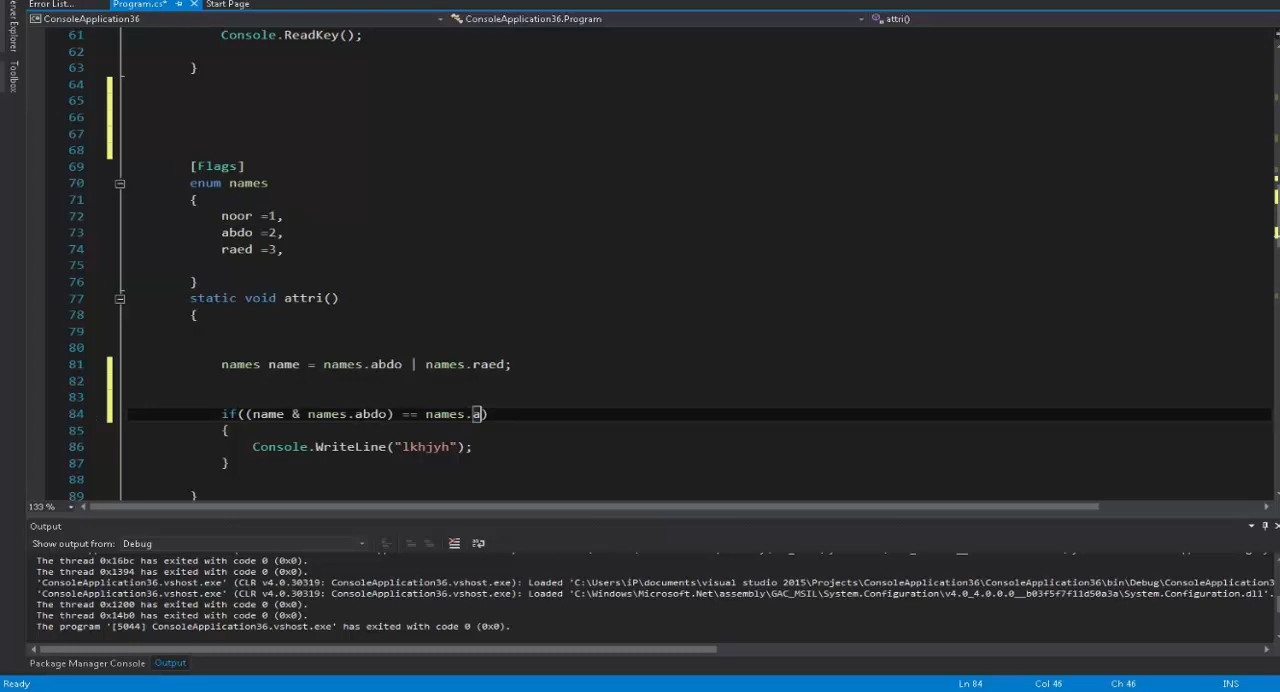 Error List...
Program.cs*
Start Page
Server Explorer
Toolbox
ConsoleApplication36
ConsoleApplication36.Program
attri()
61 Console.ReadKey();
62
63 }
64
65
66
67
68
69 [Flags]
70 enum names
71 {
72 noor =1,
73 abdo =2,
74 raed =3,
75
76 }
77 static void attri()
78 {
79
80
81 names name = names.abdo | names.raed;
82
83
84 if((name & names.abdo) == names.a)
85 {
86 Console.WriteLine("lkhjyh");
87 }
88
89 }
133 %
Output
Show output from: Debug
The thread 0x16bc has exited with code 0 (0x0).
The thread 0x1394 has exited with code 0 (0x0).
'ConsoleApplication36.vshost.exe' (CLR v4.0.30319: ConsoleApplication36.vshost.exe): Loaded 'C:\Users\iP\documents\visual studio 2015\Projects\ConsoleApplication36\ConsoleApplication36\bin\Debug\ConsoleApplication3
'ConsoleApplication36.vshost.exe' (CLR v4.0.30319: ConsoleApplication36.vshost.exe): Loaded 'C:\Windows\Microsoft.Net\assembly\GAC_MSIL\System.Configuration\v4.0_4.0.0.0__b03f5f7f11d50a3a\System.Configuration.dll'.
The thread 0x1200 has exited with code 0 (0x0).
The thread 0x14b0 has exited with code 0 (0x0).
The program '[5044] ConsoleApplication36.vshost.exe' has exited with code 0 (0x0).
Package Manager Console
Output
Ready
Ln 84
Col 46
Ch 46
INS